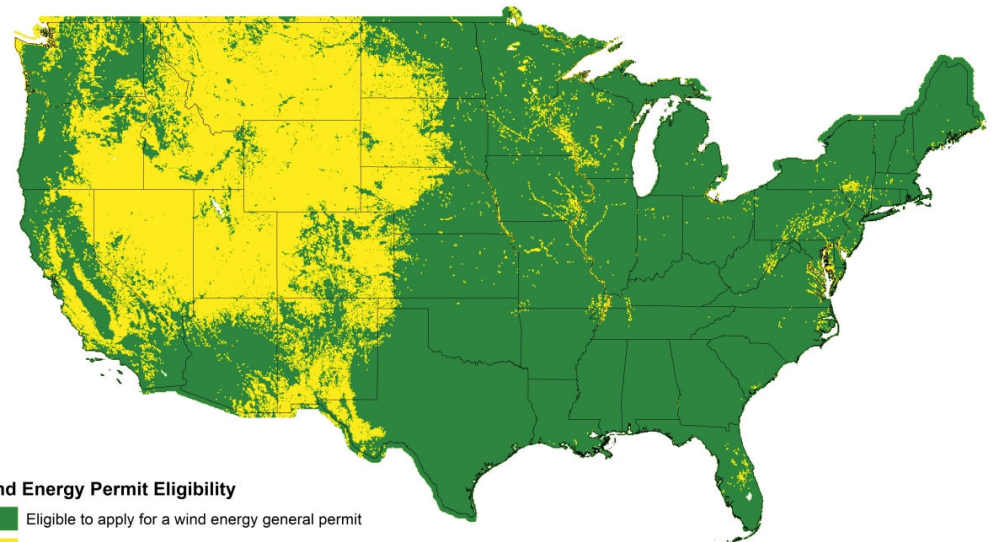 nd Energy Permit Eligibility
Eligible to apply for a wind energy general permit